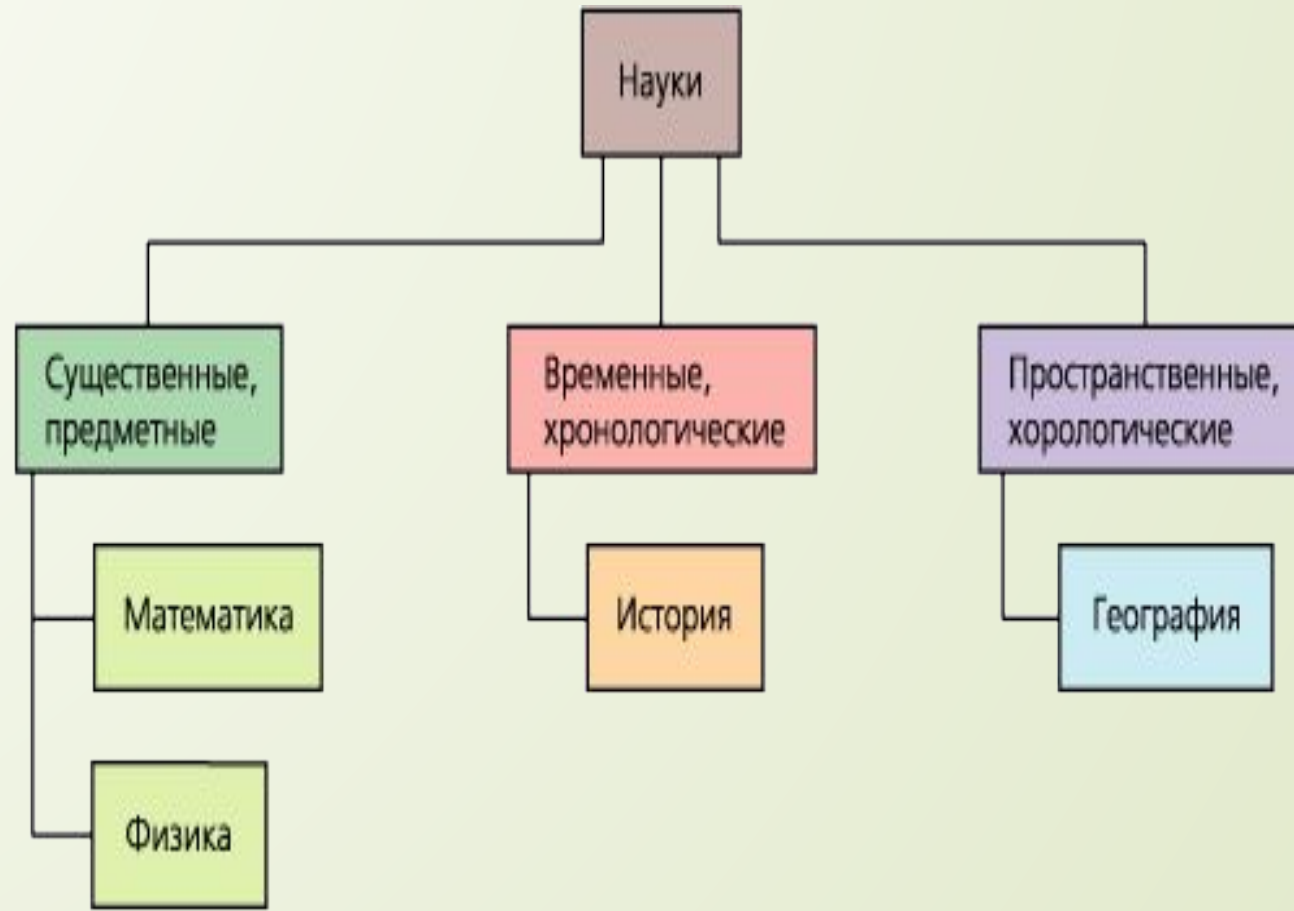 Науки
Существенные,
предметные
Временные,
хронологические
Пространственные,
хорологические
Математика
История
География
Физика